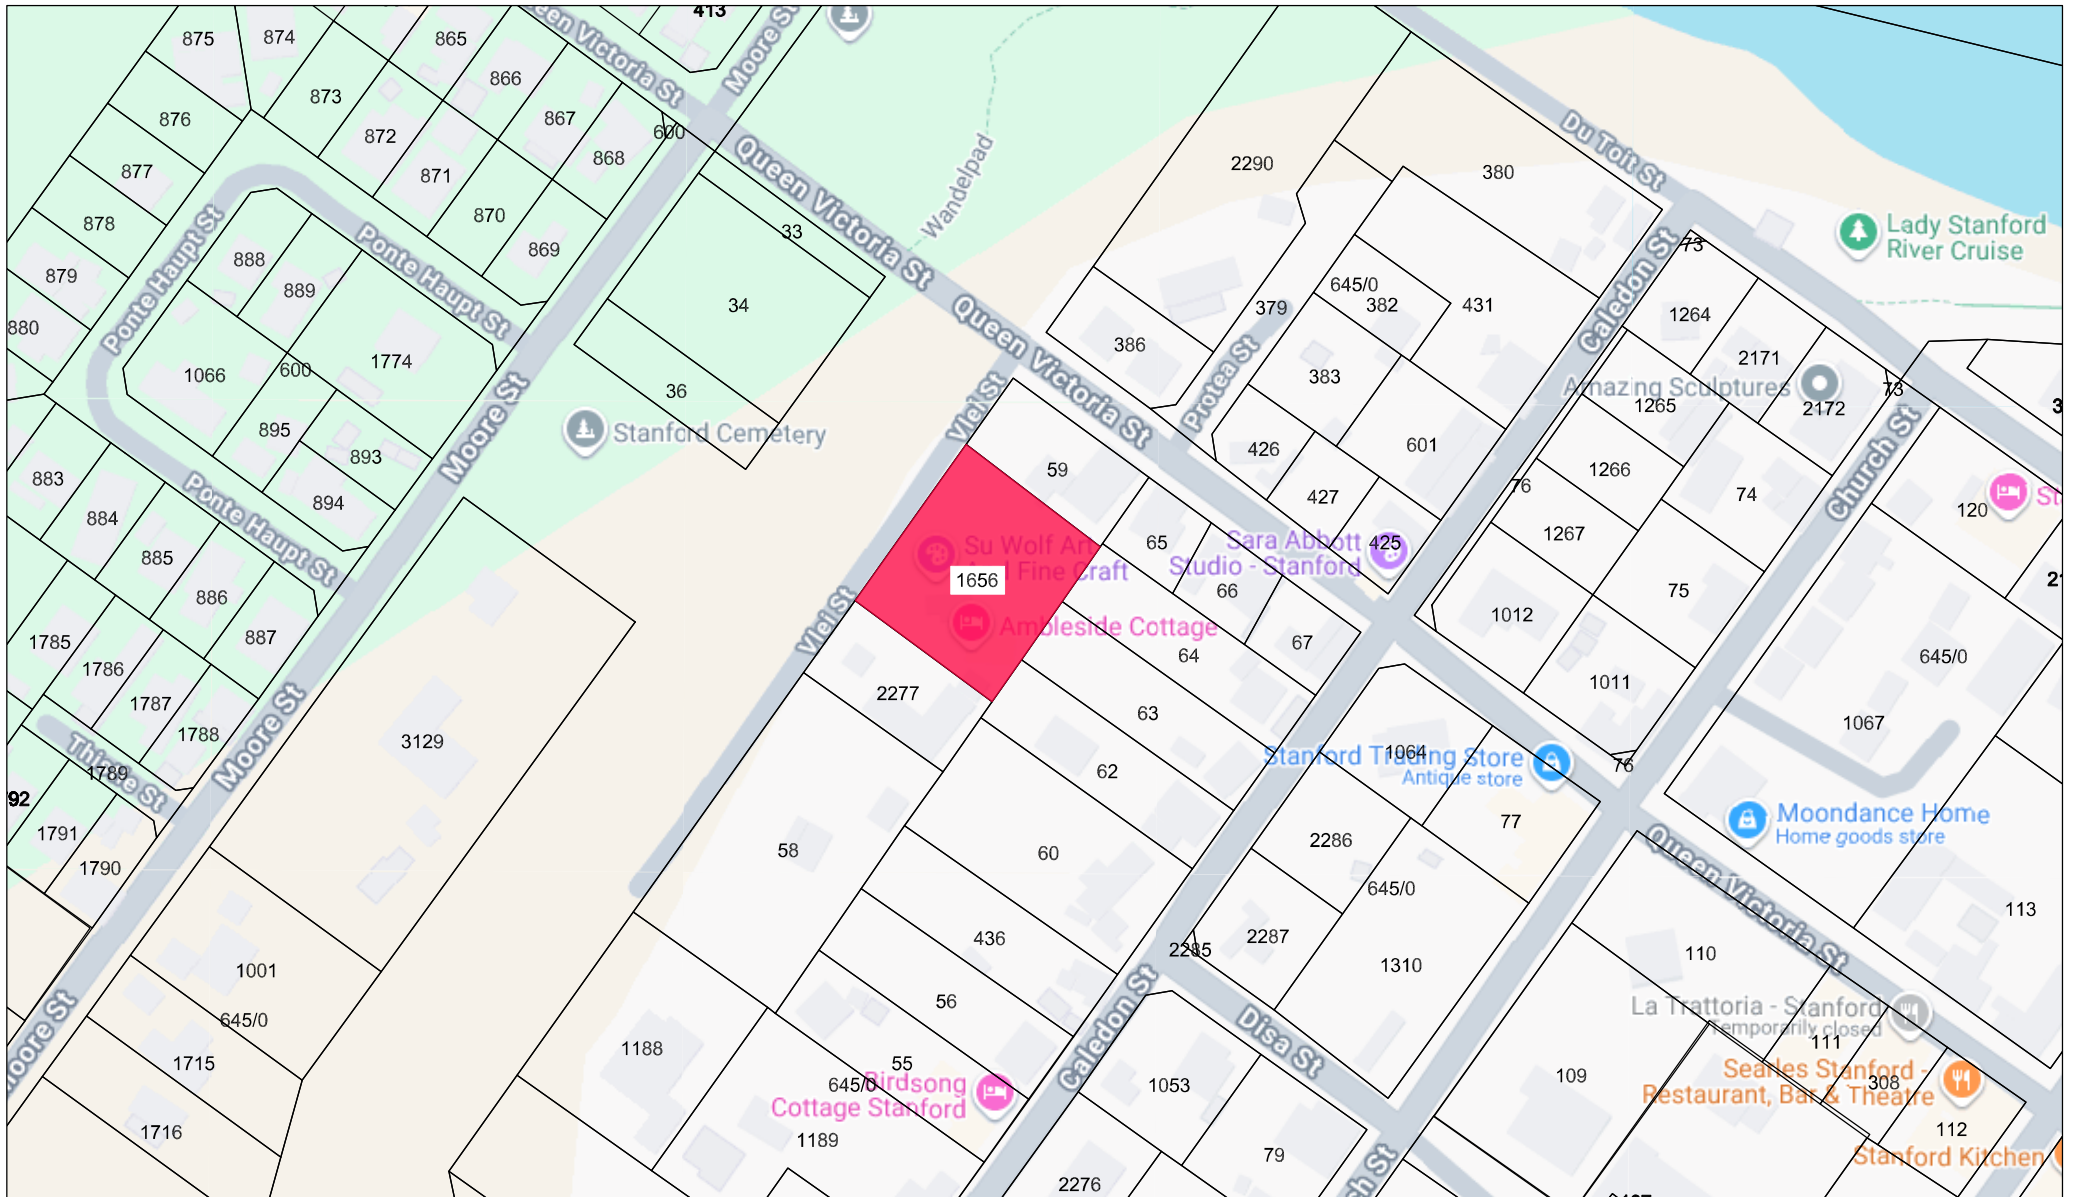 413
875
874
865
Queen Victoria St
Moore St
866
873
876
867
600
872
868
877
871
Queen Victoria St
Wandelpad
2290
380
Du Toit St
870
878
33
869
Ponte Haupt St
Ponte Haupt St
888
879
889
34
645/0
382
431
379
73
Caledon St
Lady Stanford
River Cruise
1264
880
Queen Victoria St
386
2171
1066
600
1774
36
383
Protea St
Amazing Sculptures
1265
2172
73
Vlei St
Church St
895
Stanford Cemetery
893
Moore St
426
601
59
1266
883
Ponte Haupt St
894
427
76
74
120
St
884
65
Sara Abbott
Studio - Stanford
425
1267
885
Su Wolf Art
And Fine Craft
1656
66
75
886
1012
Vlei St
Ambleside Cottage
887
1785
67
64
645/0
1786
1011
2277
1787
63
1067
1788
3129
Moore St
Thiede St
1789
62
Stanford Trading Store
Antique store
1064
76
92
1791
77
Moondance Home
Home goods store
58
60
2286
Queen Victoria St
1790
645/0
113
436
2285
2287
110
1001
1310
56
645/0
Moore St
Caledon St
Disa St
La Trattoria - Stanford
Temporarily closed
111
1188
1715
55
645/0
Birdsong
Cottage Stanford
1053
109
Searles Stanford -
Restaurant, Bar & Theatre
308
1716
1189
112
79
Stanford Kitchen
2276